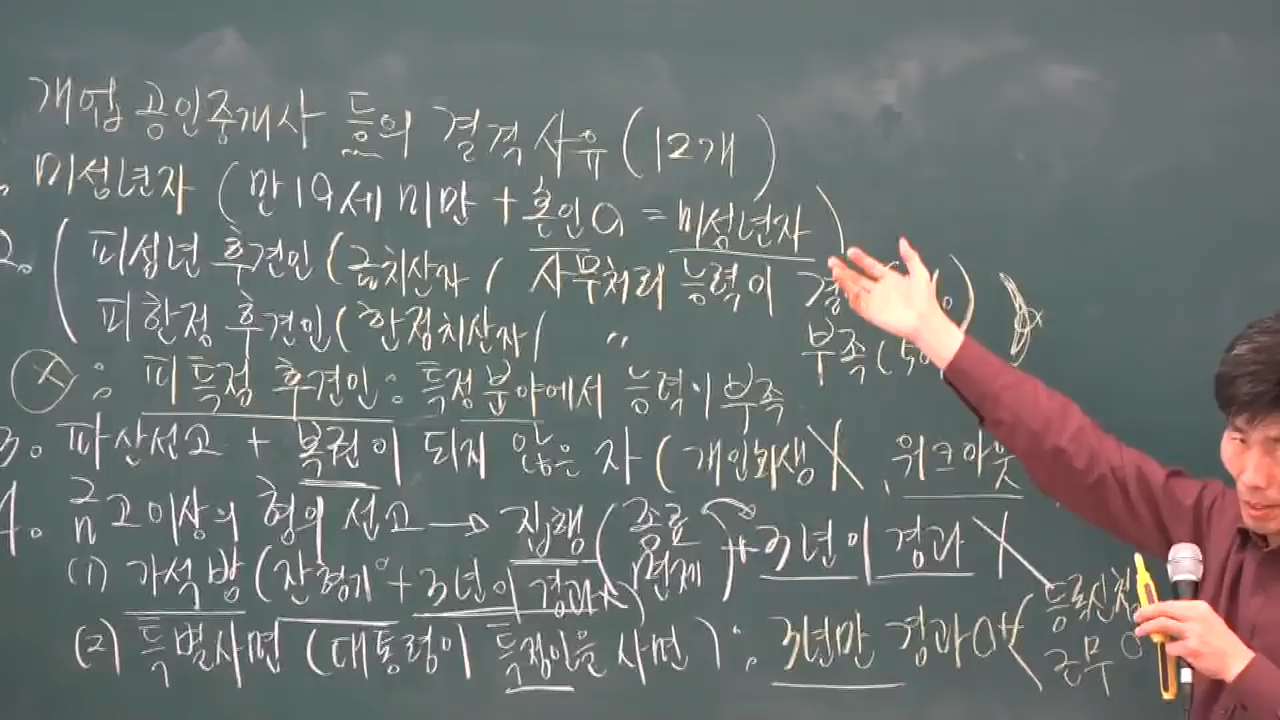 개업 공인중개사 등의 결격사유 (12개)
미성년자 (만19세 미만 + 혼인O = 미성년자)
2. 피성년 후견인 (금치산자 / 사무처리 능력이
피한정 후견인 (한정치산자 / 〃 부족 (50
X : 피특정 후견인 : 특정분야에서 능력이 부족
3. 파산선고 + 복권이 되지 않은 자 (개인회생 X, 워크아웃
4. 금고이상의 형의 선고 → 집행 (종료 면제) + 3년이 경과 X
(1) 가석방 (잔형기 + 3년이 경과 X)
(2) 특별사면 (대통령이 특정인을 사면) : 3년만 경과O (등록신청 근무 O